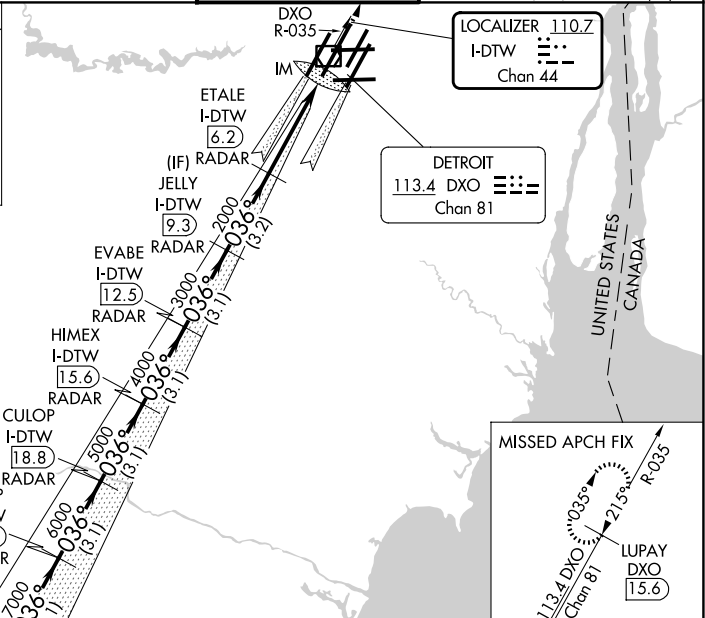 DXO
R-035
LOCALIZER 110.7
I-DTW
Chan 44
IM
ETALE
I-DTW
6.2
RADAR
DETROIT
113.4 DXO
Chan 81
(IF)
JELLY
I-DTW
9.3
RADAR
2000
036°
(3.2)
EVABE
I-DTW
12.5
RADAR
3000
036°
(3.1)
UNITED STATES
CANADA
HIMEX
I-DTW
15.6
RADAR
4000
036°
(3.1)
CULOP
I-DTW
18.8
RADAR
5000
036°
(3.1)
6000
036°
(3.1)
R
7000
MISSED APCH FIX
R-035
035°
215°
LUPAY
DXO
15.6
113.4 DXO
Chan 81